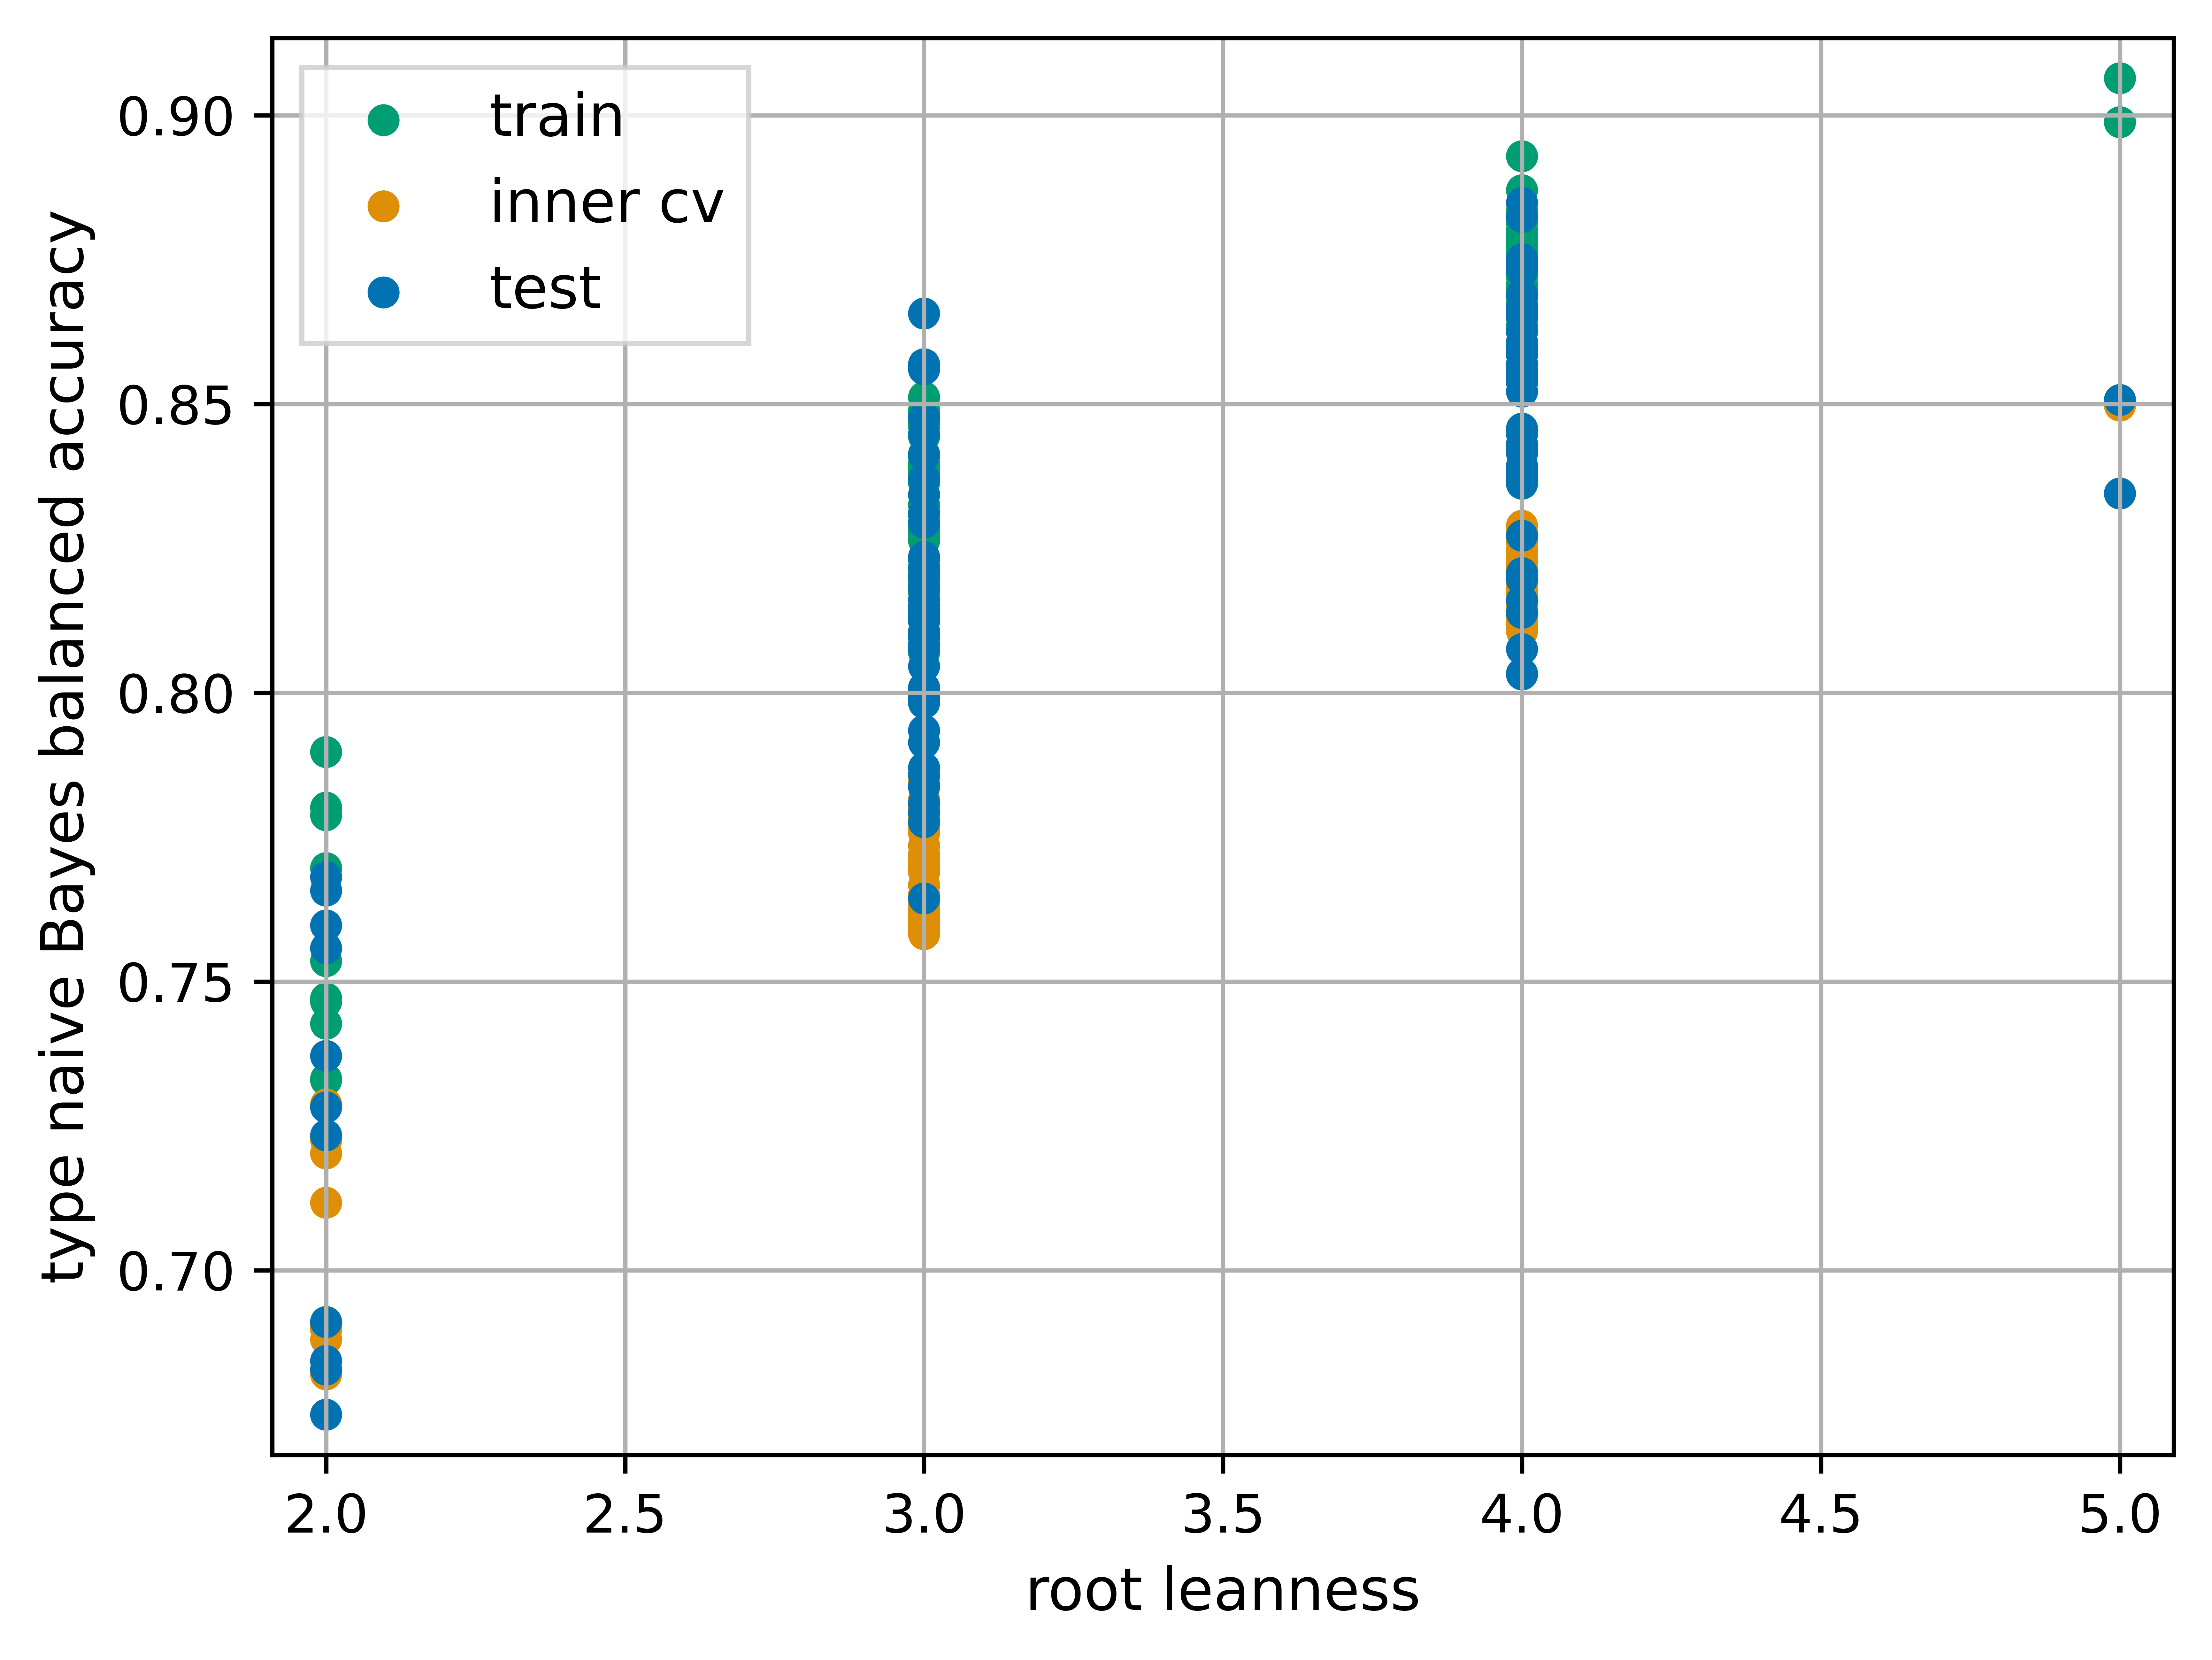 train
inner cv
test
type naive Bayes balanced accuracy
0.90
0.85
0.80
0.75
0.70
2.0 2.5 3.0 3.5 4.0 4.5 5.0
root leanness